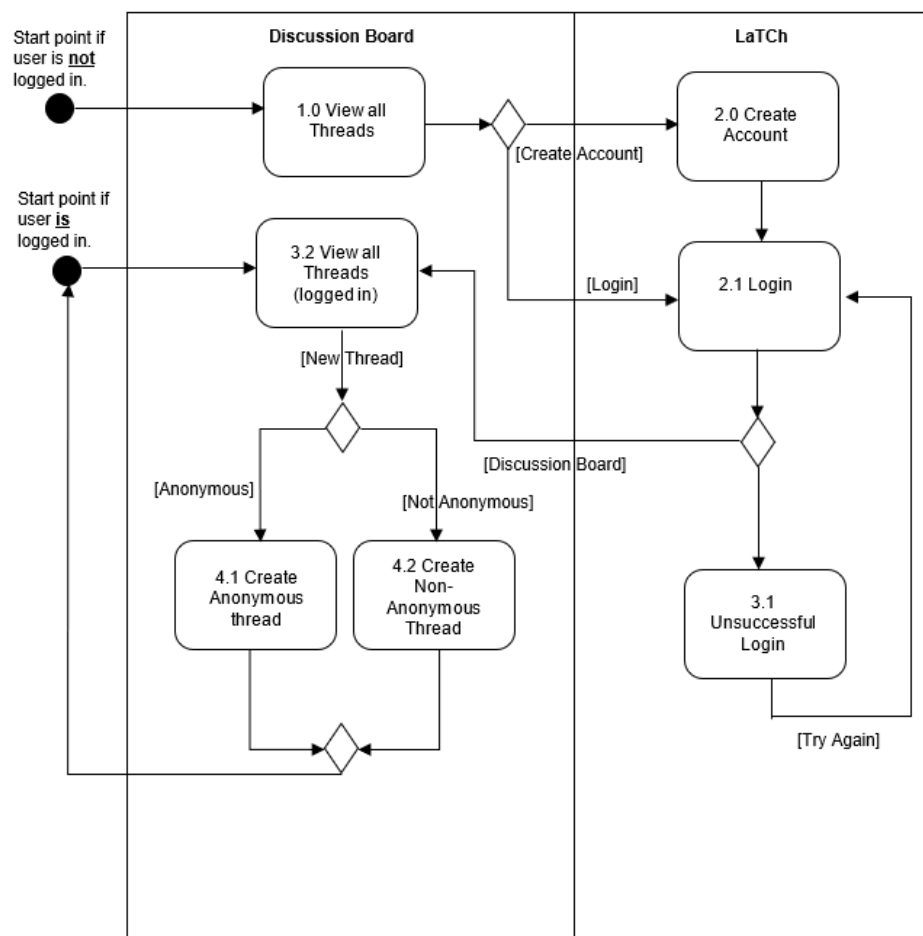 Discussion Board
LaTCh
Start point if
user is not
logged in.
1.0 View all
Threads
2.0 Create
Account
[Create Account]
Start point if
user is
logged in.
3.2 View all
Threads
(logged in)
[Login]
2.1 Login
[New Thread]
[Discussion Board]
[Anonymous]
[Not Anonymous]
4.1 Create
Anonymous
thread
4.2 Create
Non-
Anonymous
Thread
3.1
Unsuccessful
Login
[Try Again]